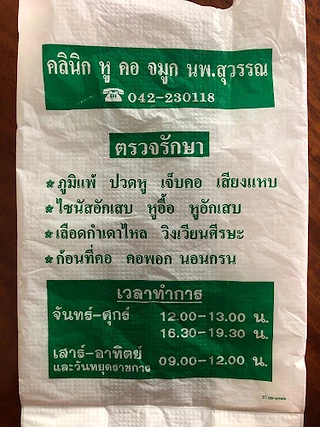 คลินิก หู คอ จมูก นพ.สุวรรณ
☎ 042-230118
ตรวจรักษา
ภูมิแพ้ ปวดหู เจ็บคอ เสียงแหบ
ไซนัสอักเสบ หูอื้อ หูอักเสบ
เลือดกำเดาไหล วิงเวียนศีรษะ
ก้อนที่คอ คอพอก นอนกรน
เวลาทำการ
จันทร์-ศุกร์ 12.00-13.00 น.
16.30-19.30 น.
เสาร์-อาทิตย์ 09.00-12.00 น.
และวันหยุดราชการ